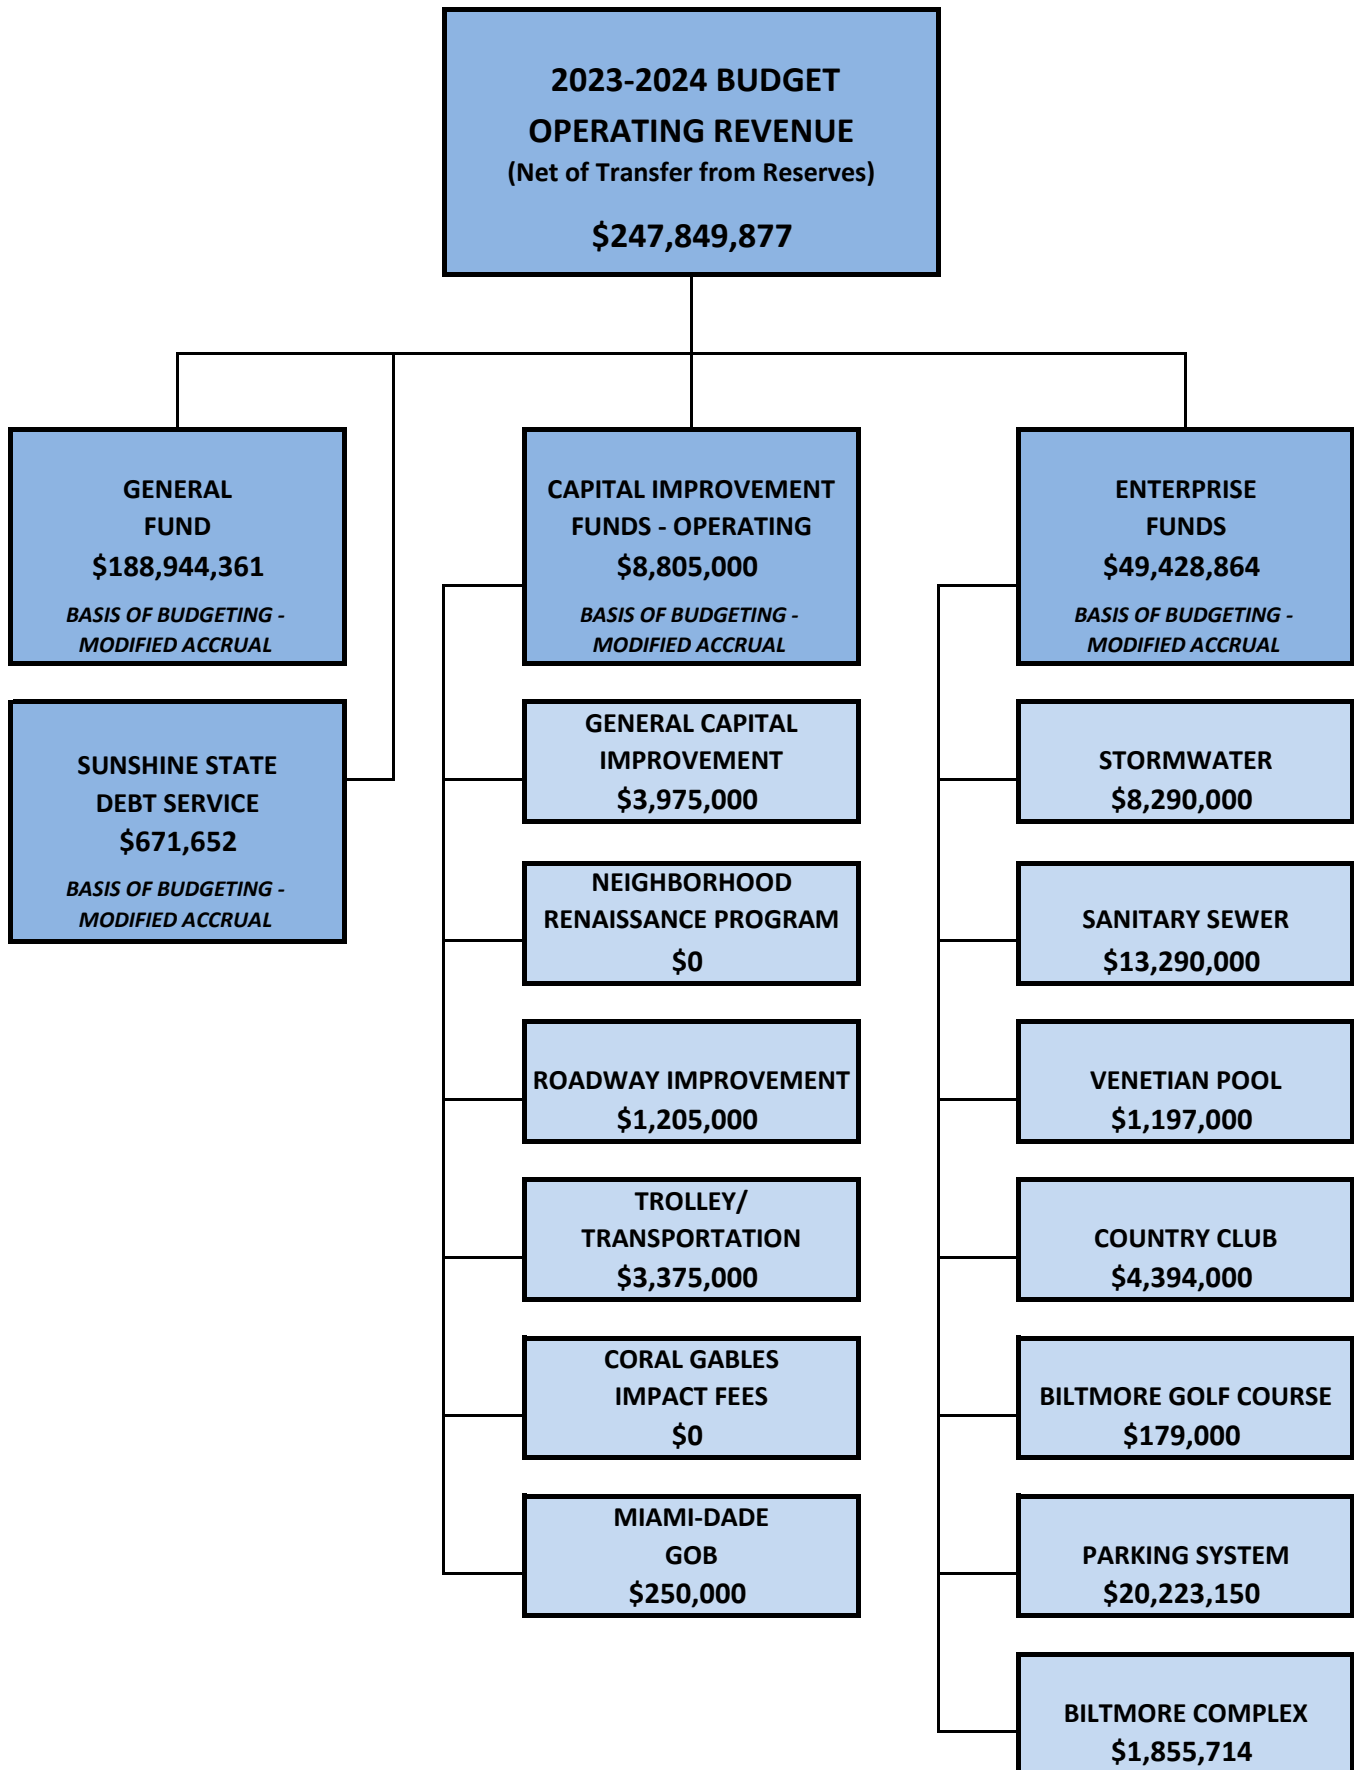 2023-2024 BUDGET
OPERATING REVENUE
(Net of Transfer from Reserves)
$247,849,877
GENERAL
FUND
$188,944,361
BASIS OF BUDGETING -
MODIFIED ACCRUAL
SUNSHINE STATE
DEBT SERVICE
$671,652
BASIS OF BUDGETING -
MODIFIED ACCRUAL
CAPITAL IMPROVEMENT
FUNDS - OPERATING
$8,805,000
BASIS OF BUDGETING -
MODIFIED ACCRUAL
GENERAL CAPITAL
IMPROVEMENT
$3,975,000
NEIGHBORHOOD
RENAISSANCE PROGRAM
$0
ROADWAY IMPROVEMENT
$1,205,000
TROLLEY/
TRANSPORTATION
$3,375,000
CORAL GABLES
IMPACT FEES
$0
MIAMI-DADE
GOB
$250,000
ENTERPRISE
FUNDS
$49,428,864
BASIS OF BUDGETING -
MODIFIED ACCRUAL
STORMWATER
$8,290,000
SANITARY SEWER
$13,290,000
VENETIAN POOL
$1,197,000
COUNTRY CLUB
$4,394,000
BILTMORE GOLF COURSE
$179,000
PARKING SYSTEM
$20,223,150
BILTMORE COMPLEX
$1,855,714